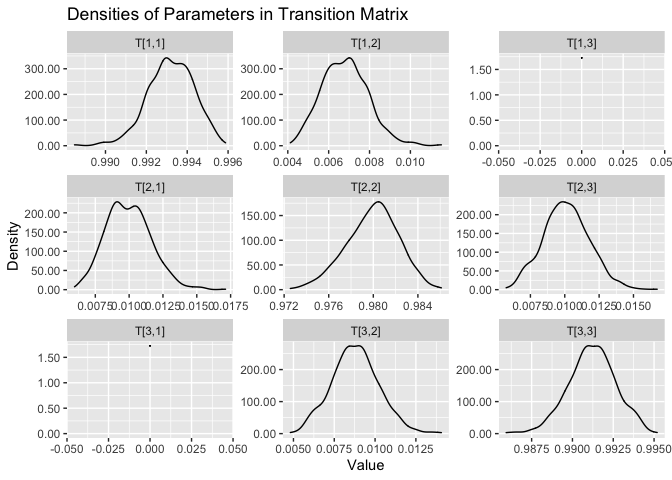 Densities of Parameters in Transition Matrix
T[1,1] T[1,2] T[1,3]
300.00 300.00 1.50
200.00 200.00 1.00
100.00 100.00 0.50
0.00 0.00 0.00
0.990 0.992 0.994 0.996 0.004 0.006 0.008 0.010 -0.050 -0.025 0.000 0.025 0.050
T[2,1] T[2,2] T[2,3]
200.00 150.00 200.00
150.00 100.00 150.00
100.00 50.00 100.00
50.00 0.00 50.00
0.00 0.00
0.0075 0.0100 0.0125 0.0150 0.0175 0.972 0.976 0.980 0.984 0.0075 0.0100 0.0125 0.0150
T[3,1] T[3,2] T[3,3]
1.50 200.00 200.00
1.00 100.00 100.00
0.50 0.00 0.00
0.00
-0.050 -0.025 0.000 0.025 0.050 0.0050 0.0075 0.0100 0.0125 0.9875 0.9900 0.9925 0.9950
Value
Density